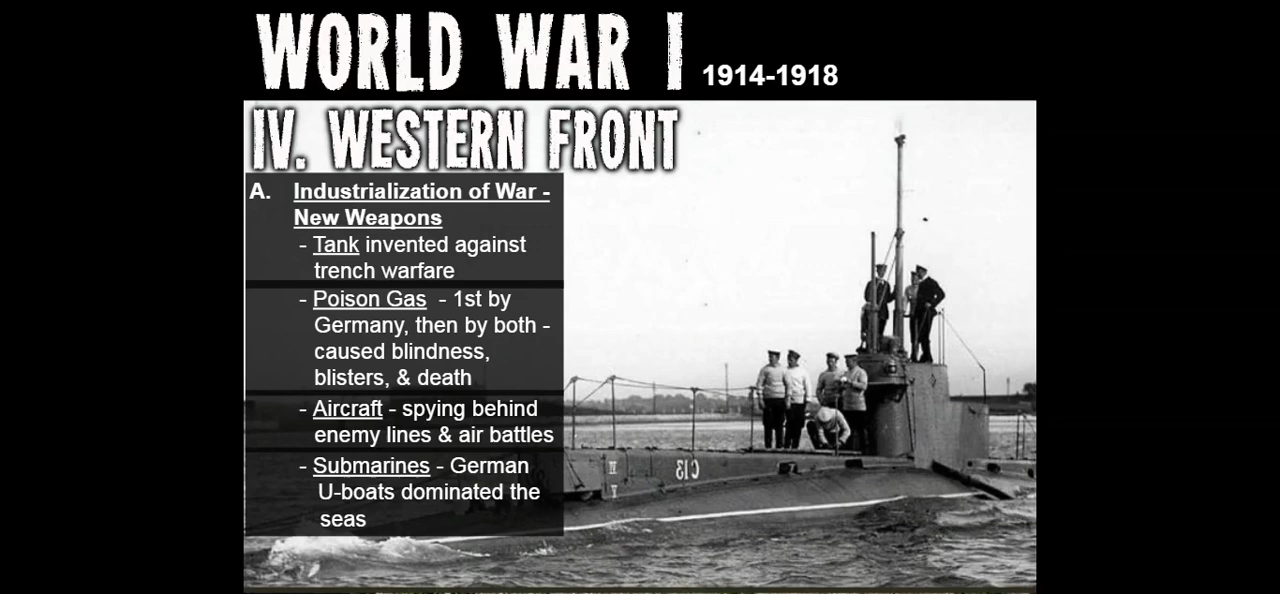 WORLD WAR I 1914-1918
IV. WESTERN FRONT
A. Industrialization of War -
New Weapons
- Tank invented against
trench warfare
- Poison Gas - 1st by
Germany, then by both -
caused blindness,
blisters, & death
- Aircraft - spying behind
enemy lines & air battles
- Submarines - German
U-boats dominated the
seas
VI
V
C13